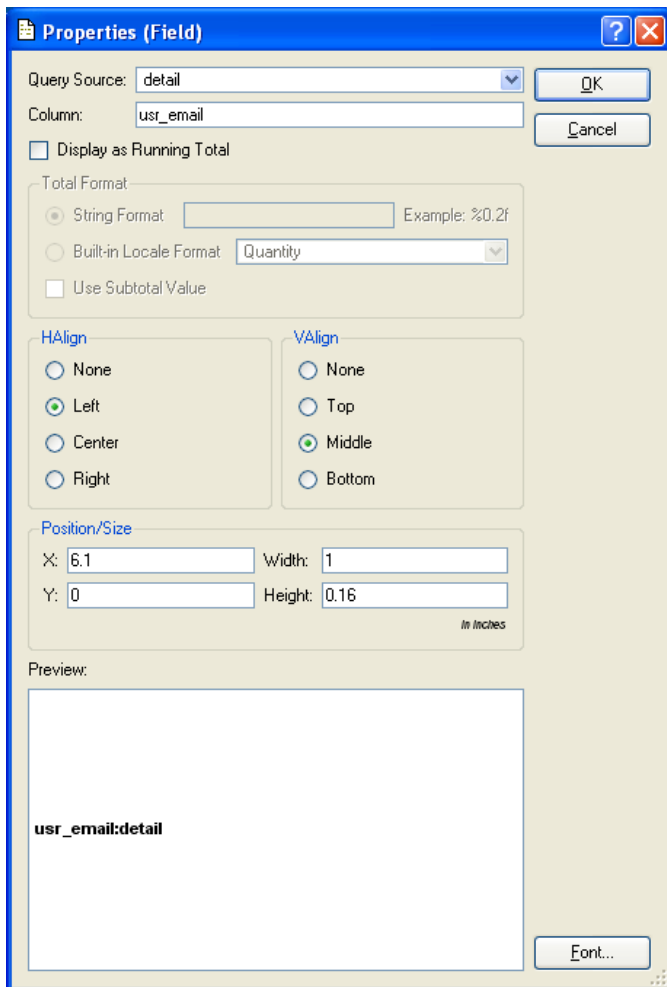 Properties (Field)
Query Source: detail
OK
Column: usr_email
Cancel
Display as Running Total
Total Format
String Format Example: %0.2f
Built-in Locale Format Quantity
Use Subtotal Value
HAlign VAlign
None None
Left Top
Center Middle
Right Bottom
Position/Size
X: 6.1 Width: 1
Y: 0 Height: 0.16
in inches
Preview:
usr_email:detail
Font...